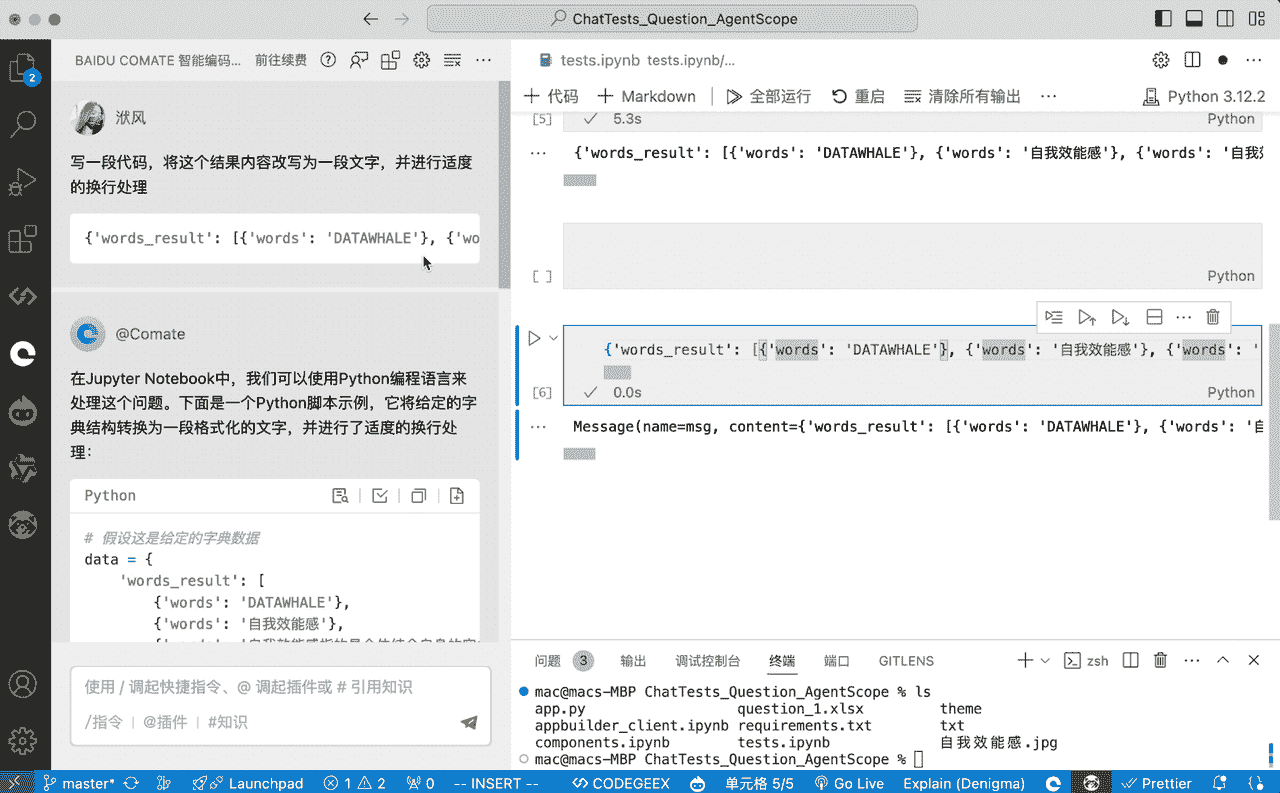 ChatTests_Question_AgentScope
2
BAIDU COMATE 智能编码...
前往续费
洑风
写一段代码，将这个结果内容改写为一段文字，并进行适度
的换行处理
{'words_result': [{'words': 'DATAWHALE'}, {'wo
@Comate
在Jupyter Notebook中，我们可以使用Python编程语言来
处理这个问题。下面是一个Python脚本示例，它将给定的字
典结构转换为一段格式化的文字，并进行了适度的换行处
理：
Python
# 假设这是给定的字典数据
data = {
'words_result': [
{'words': 'DATAWHALE'},
{'words': '自我效能感'},
使用 / 调起快捷指令、@ 调起插件或 # 引用知识
/指令 | @插件 | #知识
tests.ipynb tests.ipynb/...
代码 Markdown 全部运行 重启 清除所有输出 ... Python 3.12.2
[5] 5.3s Python
{'words_result': [{'words': 'DATAWHALE'}, {'words': '自我效能感'}, {'words': '自我
[ ] Python
{'words_result': [{'words': 'DATAWHALE'}, {'words': '自我效能感'}, {'words': '
[6] 0.0s Python
Message(name=msg, content={'words_result': [{'words': 'DATAWHALE'}, {'words': '自
问题 3 输出 调试控制台 终端 端口 GITLENS zsh
mac@macs-MBP ChatTests_Question_AgentScope % ls
app.py question_1.xlsx theme
appbuilder_client.ipynb requirements.txt txt
components.ipynb tests.ipynb 自我效能感.jpg
mac@macs-MBP ChatTests_Question_AgentScope %
master* Launchpad 1 2 0 -- INSERT -- CODEGEEX 单元格 5/5 Go Live Explain (Denigma) Prettier